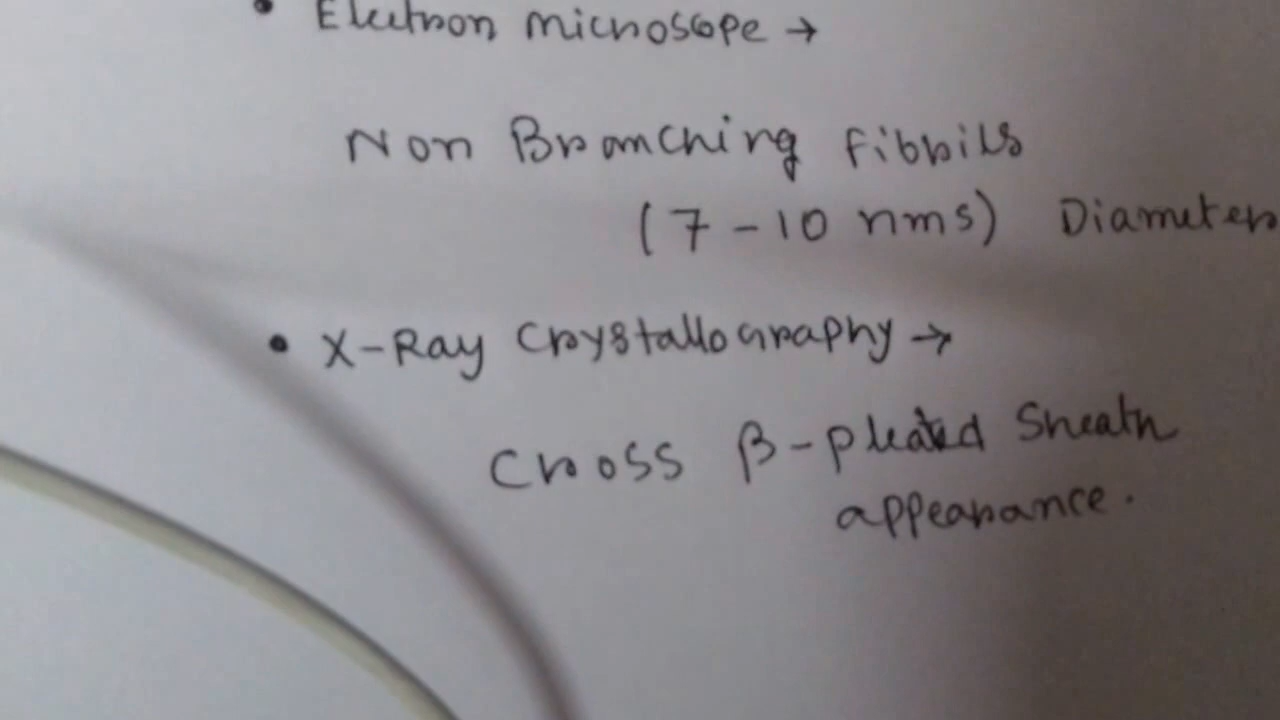 • Electron microscope →
Non Branching fibrils
(7-10 nms) Diameter
• X-Ray Crystallography →
Cross β-pleated Sheath
appearance.